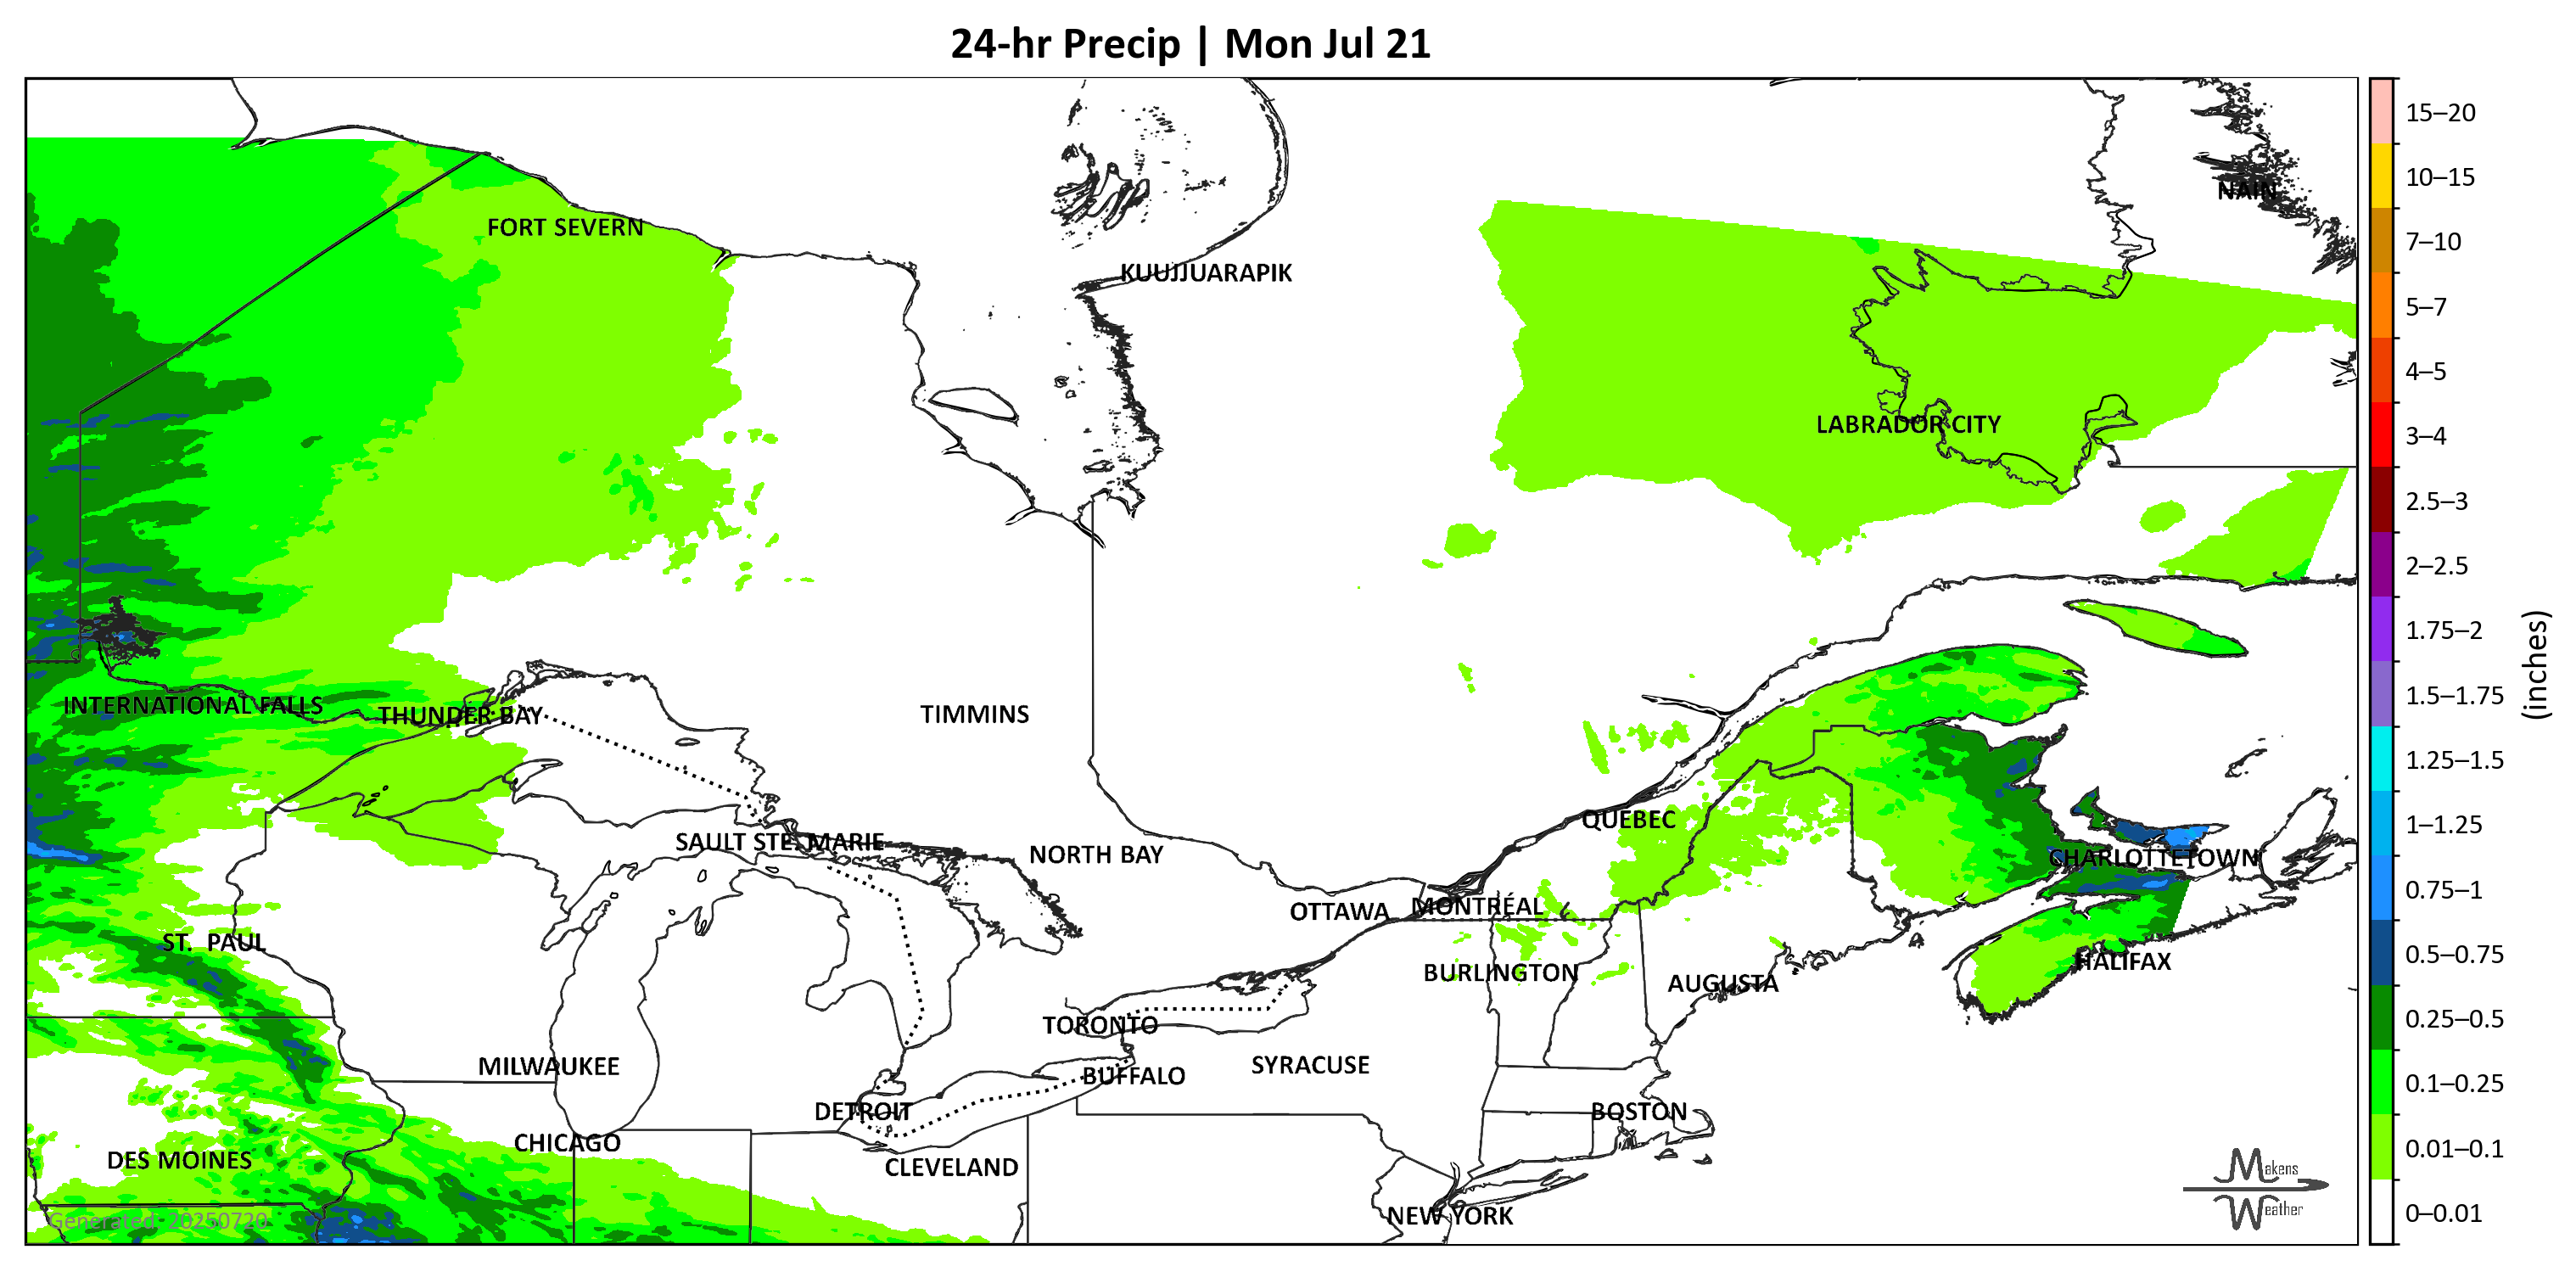 24-hr Precip | Mon Jul 21
15–20
10–15
NAIN
FORT SEVERN
7–10
KUUJJUARAPIK
5–7
4–5
LABRADOR CITY
3–4
2.5–3
2–2.5
1.75–2
(inches)
1.5–1.75
INTERNATIONAL FALLS
THUNDER BAY
TIMMINS
1.25–1.5
QUEBEC
1–1.25
SAULT STE. MARIE
NORTH BAY
CHARLOTTETOWN
0.75–1
OTTAWA
MONTRÉAL
ST. PAUL
0.5–0.75
HALIFAX
BURLINGTON
AUGUSTA
TORONTO
0.25–0.5
MILWAUKEE
SYRACUSE
BUFFALO
0.1–0.25
DETROIT
BOSTON
CHICAGO
0.01–0.1
DES MOINES
CLEVELAND
Makens
Weather
NEW YORK
Generated: 20250720
0–0.01